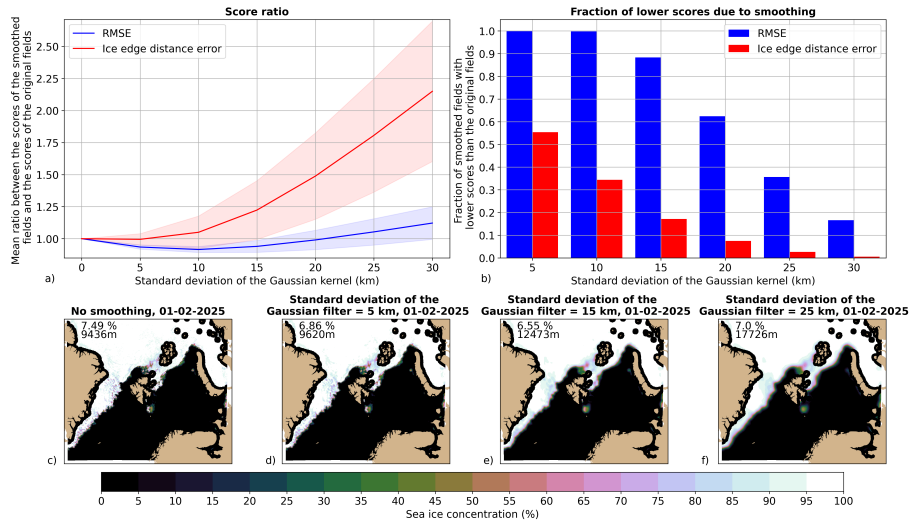 Score ratio
Mean ratio between the scores of the smoothed
fields and the scores of the original fields
2.50
2.25
2.00
1.75
1.50
1.25
1.00
RMSE
Ice edge distance error
0 5 10 15 20 25 30
a) Standard deviation of the Gaussian kernel (km)
Fraction of lower scores due to smoothing
Fraction of smoothed fields with
lower scores than the original fields
1.0
0.9
0.8
0.7
0.6
0.5
0.4
0.3
0.2
0.1
0.0
RMSE
Ice edge distance error
5 10 15 20 25 30
b) Standard deviation of the Gaussian kernel (km)
No smoothing, 01-02-2025
7.49 %
9436m
c)
Standard deviation of the
Gaussian filter = 5 km, 01-02-2025
6.86 %
9620m
d)
Standard deviation of the
Gaussian filter = 15 km, 01-02-2025
6.55 %
12473m
e)
Standard deviation of the
Gaussian filter = 25 km, 01-02-2025
7.0 %
17726m
f)
0 5 10 15 20 25 30 35 40 45 50 55 60 65 70 75 80 85 90 95 100
Sea ice concentration (%)